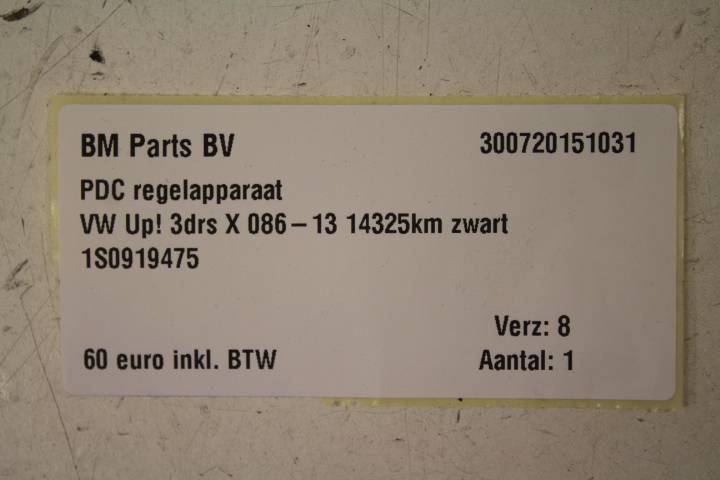 BM Parts BV 300720151031
PDC regelapparaat
VW Up! 3drs X 086-13 14325km zwart
1S0919475
Verz: 8
60 euro inkl. BTW Aantal: 1